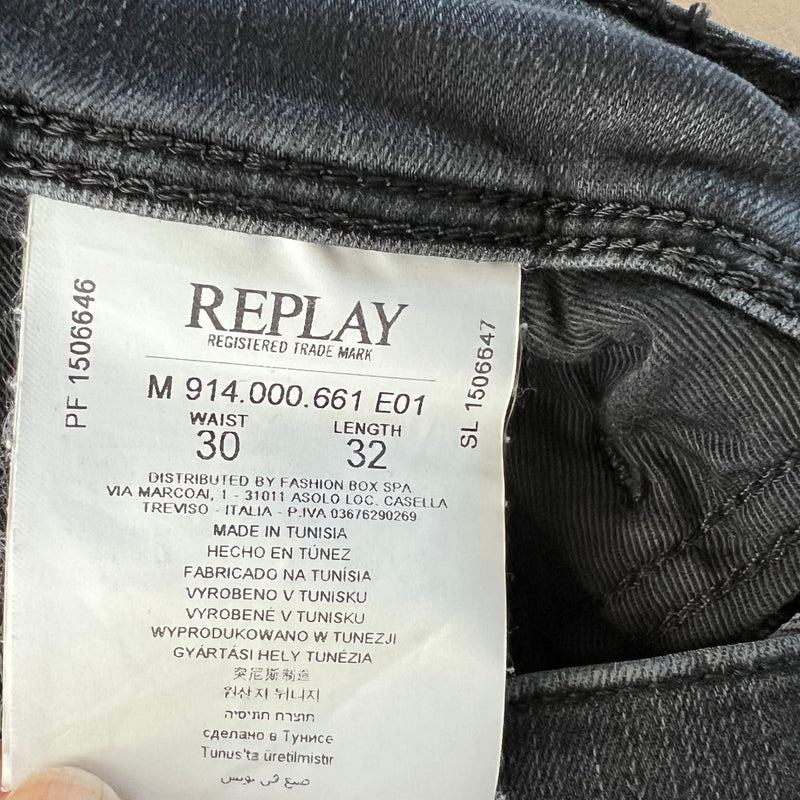 REPLAY
REGISTERED TRADE MARK
M 914.000.661 E01
WAIST LENGTH
30 32
PF 1506646
SL 1506647
DISTRIBUTED BY FASHION BOX SPA
VIA MARCOAI, 1 - 31011 ASOLO LOC. CASELLA
TREVISO - ITALIA - P.IVA 03676290269
MADE IN TUNISIA
HECHO EN TÚNEZ
FABRICADO NA TUNÍSIA
VYROBENO V TUNISKU
VYROBENÉ V TUNISKU
WYPRODUKOWANO W TUNEZJI
GYÁRTÁSI HELY TUNÉZIA
突尼斯制造
원산지 튀니지
תוצרת תוניסיה
сделано в Тунисе
Tunus'ta üretilmistir
صنع في تونس